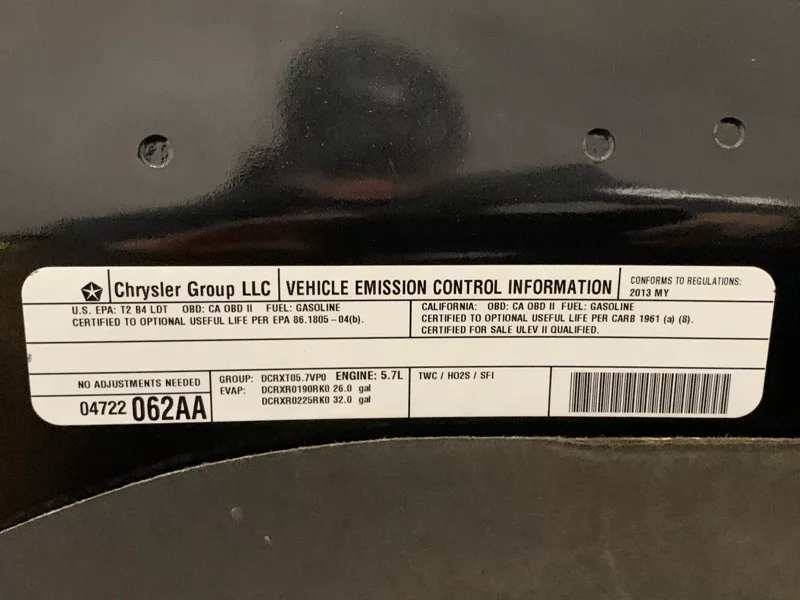 Chrysler Group LLC
VEHICLE EMISSION CONTROL INFORMATION
CONFORMS TO REGULATIONS:
2013 MY
U.S. EPA: T2 B4 LDT OBD: CA OBD II FUEL: GASOLINE
CERTIFIED TO OPTIONAL USEFUL LIFE PER EPA 86.1805-04(b).
CALIFORNIA: OBD: CA OBD II FUEL: GASOLINE
CERTIFIED TO OPTIONAL USEFUL LIFE PER CARB 1961 (a) (8).
CERTIFIED FOR SALE ULEV II QUALIFIED.
NO ADJUSTMENTS NEEDED
04722 062AA
GROUP: DCRXT05.7VP0 ENGINE: 5.7L
EVAP: DCRXR0190RK0 26.0 gal
DCRXR0225RK0 32.0 gal
TWC / HO2S / SFI